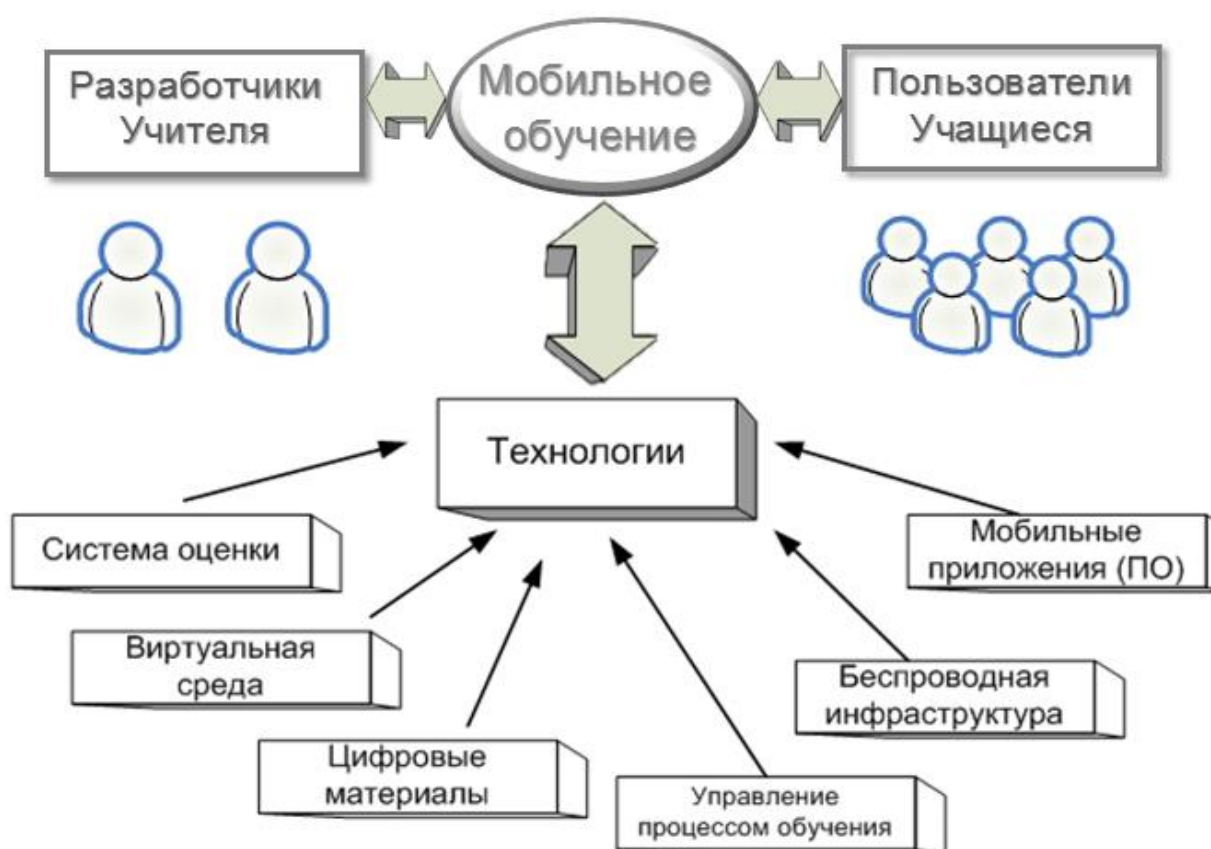 Разработчики
Учителя
Мобильное
обучение
Пользователи
Учащиеся
Технологии
Система оценки
Виртуальная
среда
Цифровые
материалы
Управление
процессом обучения
Беспроводная
инфраструктура
Мобильные
приложения (ПО)